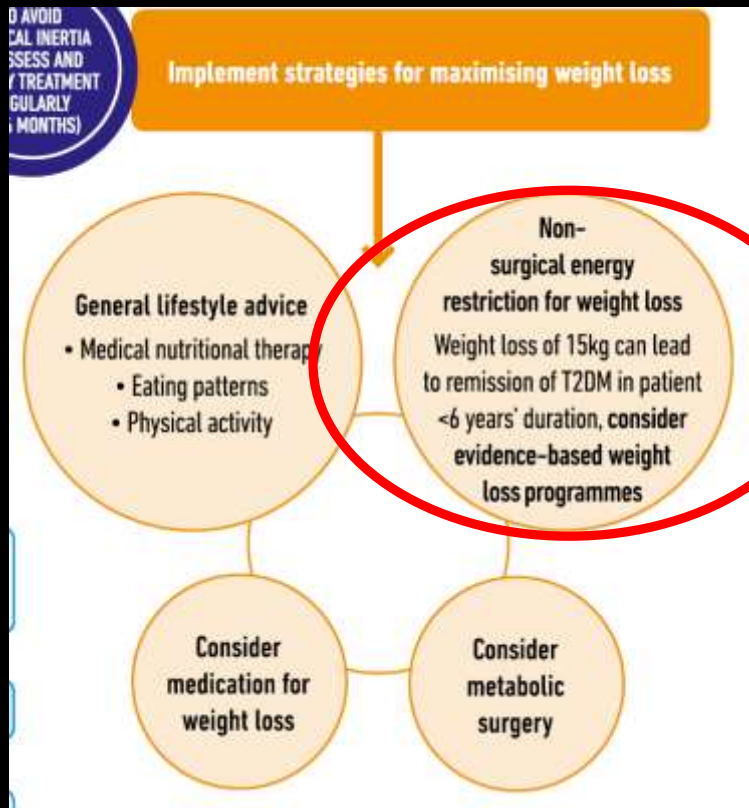 O AVOID
CAL INERTIA
SSESS AND
Y TREATMENT
GULARLY
MONTHS)
Implement strategies for maximising weight loss
General lifestyle advice
• Medical nutritional therapy
• Eating patterns
• Physical activity
Non-
surgical energy
restriction for weight loss
Weight loss of 15kg can lead
to remission of T2DM in patient
<6 years' duration, consider
evidence-based weight
loss programmes
Consider
medication for
weight loss
Consider
metabolic
surgery